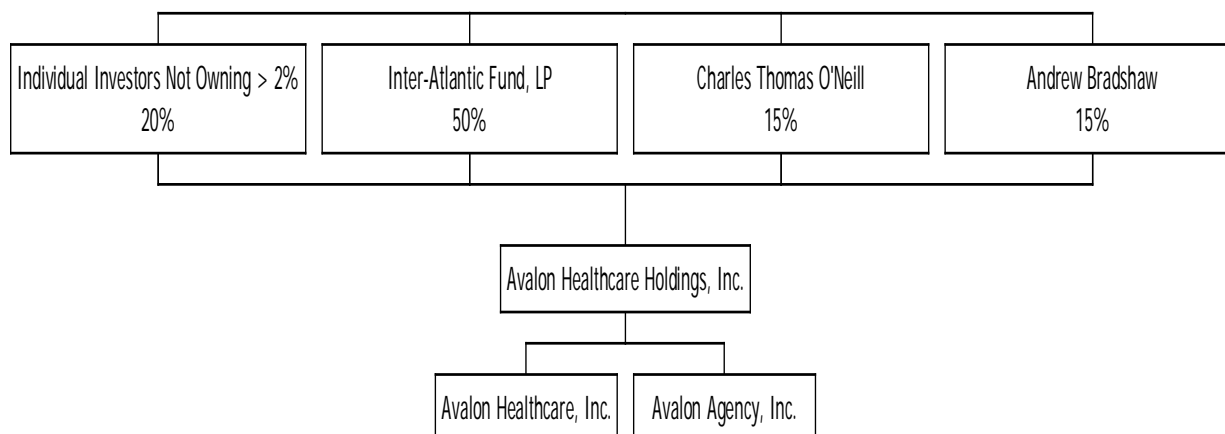 Individual Investors Not Owning > 2%
20%
Inter-Atlantic Fund, LP
50%
Charles Thomas O'Neill
15%
Andrew Bradshaw
15%
Avalon Healthcare Holdings, Inc.
Avalon Healthcare, Inc.
Avalon Agency, Inc.